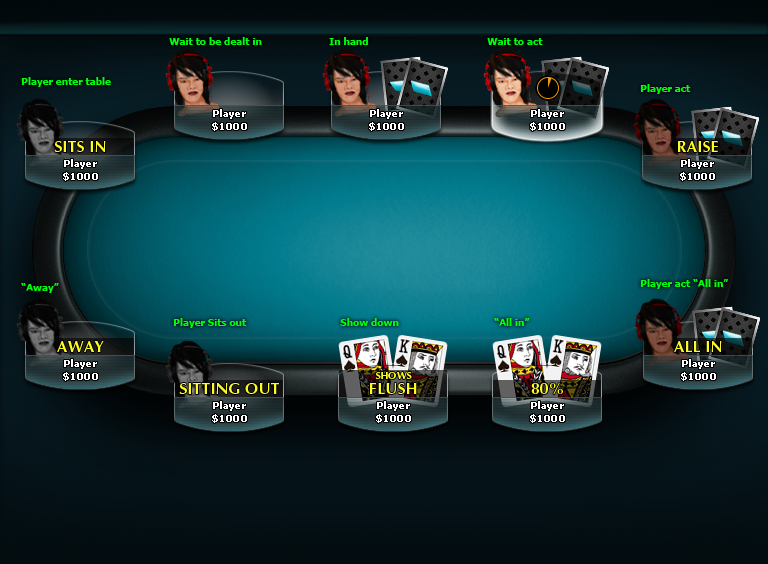 Wait to be dealt in
Player
$1000
In hand
Player
$1000
Wait to act
Player
$1000
Player enter table
SITS IN
Player
$1000
Player act
RAISE
Player
$1000
“Away”
AWAY
Player
$1000
Player Sits out
SITTING OUT
Player
$1000
Show down
Q K
SHOWS
FLUSH
Player
$1000
“All in”
Q K
80%
Player
$1000
Player act “All in”
ALL IN
Player
$1000